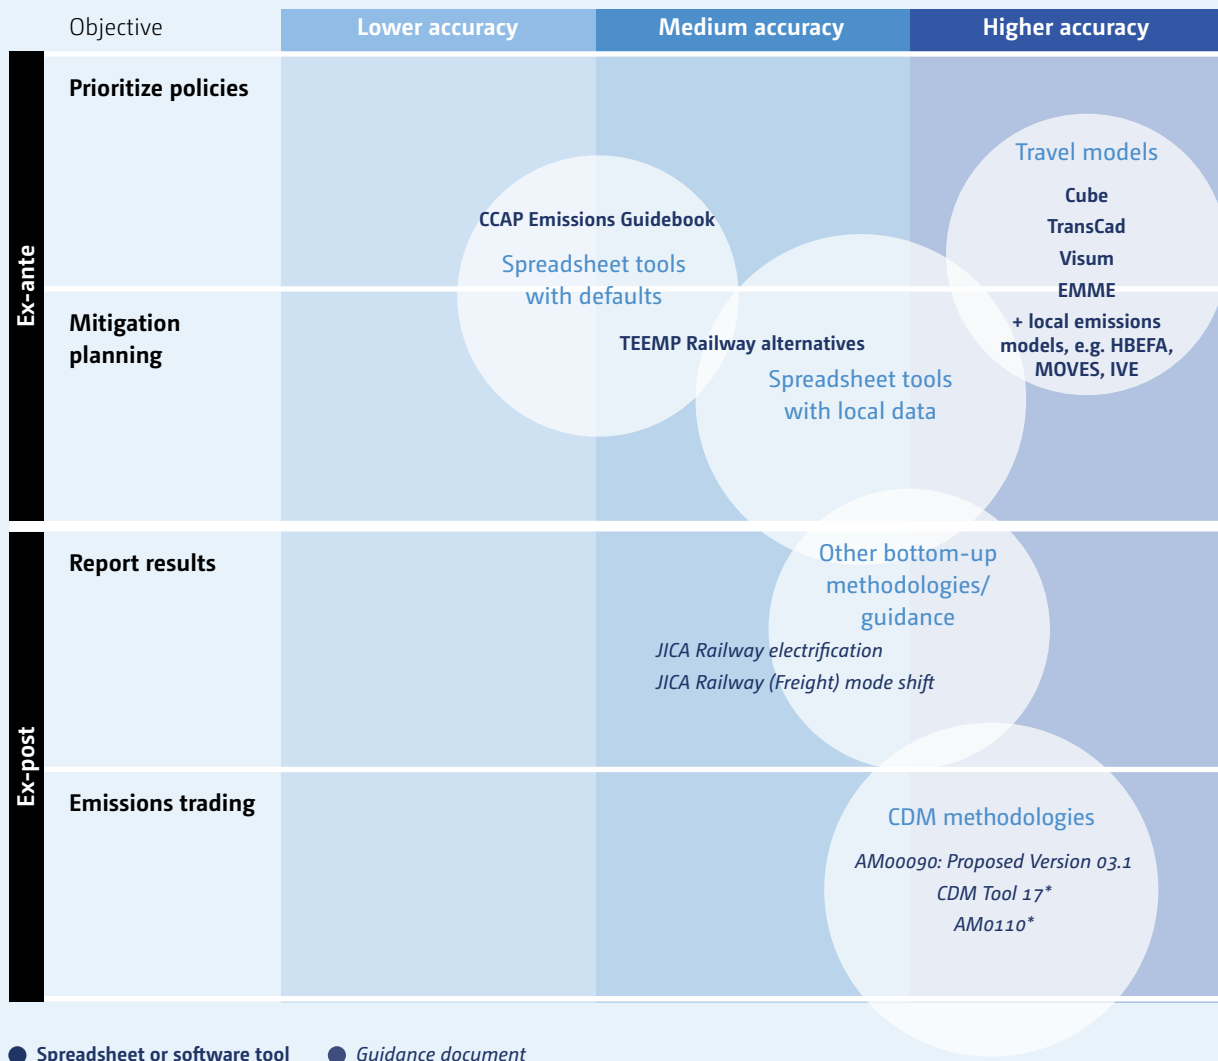 Objective
Lower accuracy
Medium accuracy
Higher accuracy
Ex-ante
Prioritize policies
Travel models
Cube
TransCad
Visum
EMME
+ local emissions
models, e.g. HBEFA,
MOVES, IVE
CCAP Emissions Guidebook
Spreadsheet tools
with defaults
Mitigation
planning
TEEMP Railway alternatives
Spreadsheet tools
with local data
Ex-post
Report results
Other bottom-up
methodologies/
guidance
JICA Railway electrification
JICA Railway (Freight) mode shift
Emissions trading
CDM methodologies
AM00090: Proposed Version 03.1
CDM Tool 17*
AM0110*
Spreadsheet or software tool
Guidance document